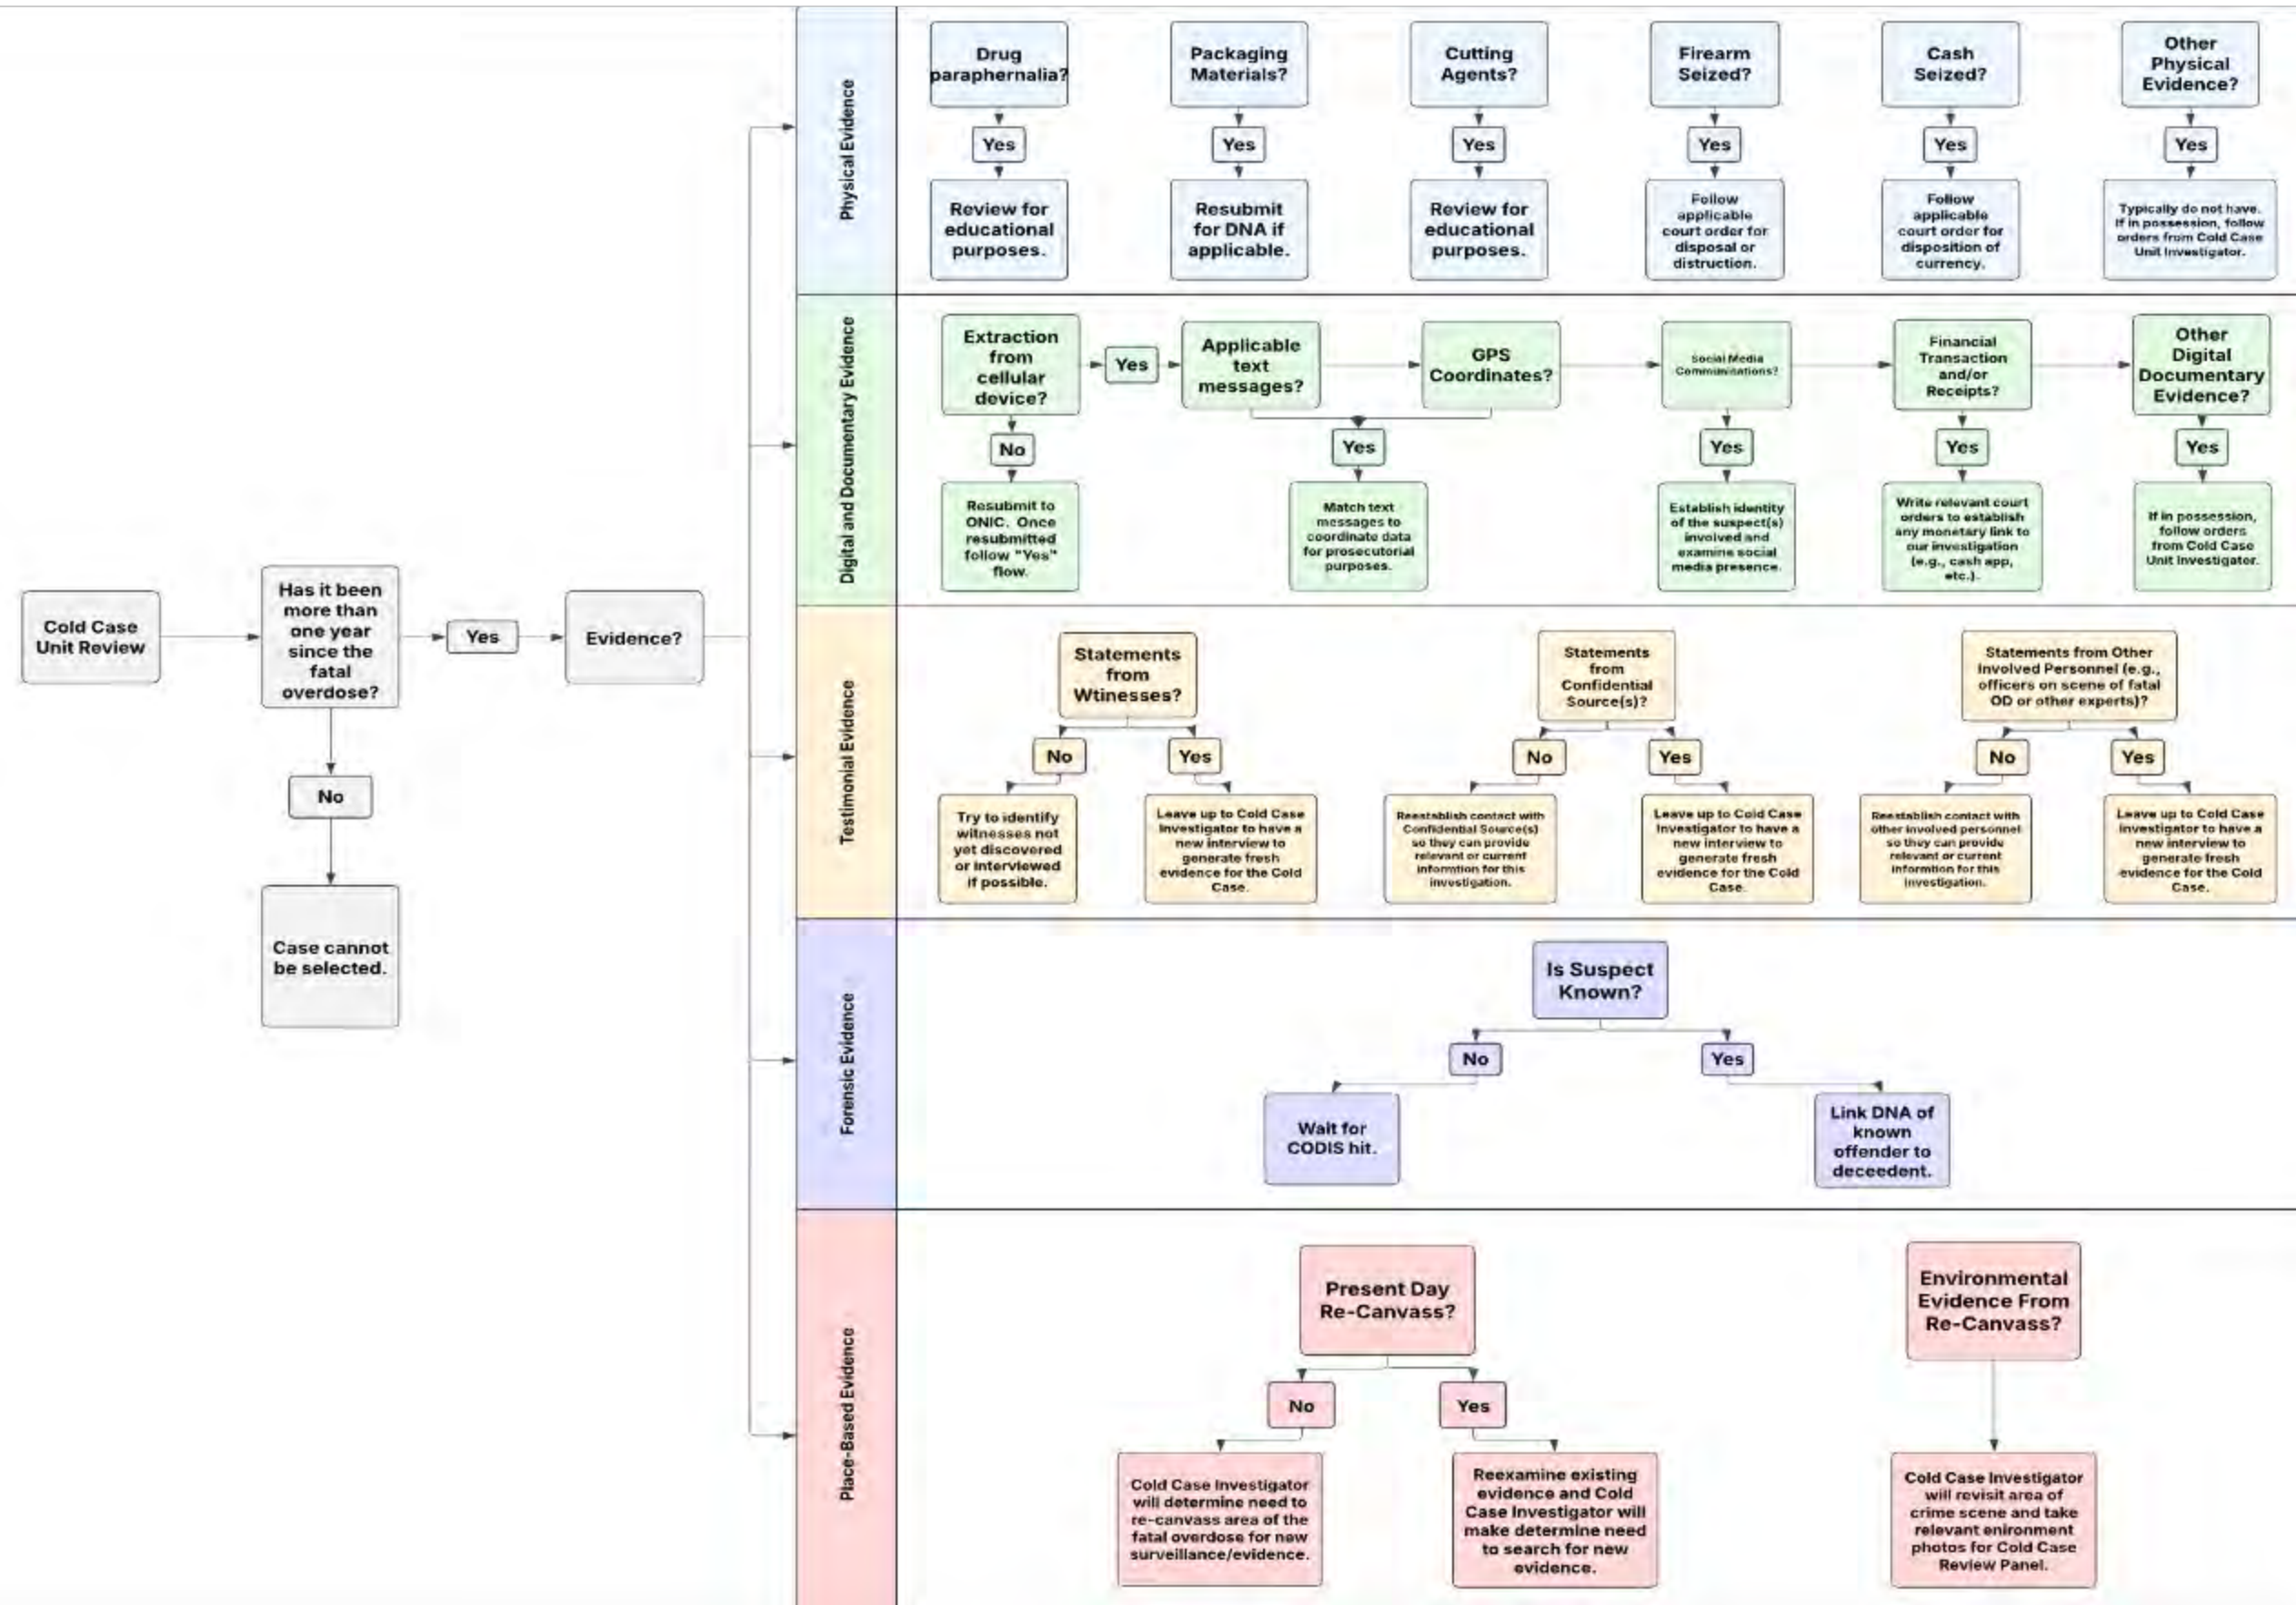 Cold Case
Unit Review
Has it been
more than
one year
since the
fatal
overdose?
Yes
Evidence?
No
Case cannot
be selected.
Physical Evidence
Drug
paraphernalia?
Yes
Review for
educational
purposes.
Packaging
Materials?
Yes
Resubmit
for DNA if
applicable.
Cutting
Agents?
Yes
Review for
educational
purposes.
Firearm
Seized?
Yes
Follow
applicable
court order for
disposal or
distruction.
Cash
Seized?
Yes
Follow
applicable
court order for
disposition of
currency.
Other
Physical
Evidence?
Yes
Typically do not have.
If in possession, follow
orders from Cold Case
Unit Investigator.
Digital and Documentary Evidence
Extraction
from
cellular
device?
Yes
No
Resubmit to
ONIC. Once
resubmitted
follow "Yes"
flow.
Applicable
text
messages?
GPS
Coordinates?
Yes
Match text
messages to
coordinate data
for prosecutorial
purposes.
Social Media
Communications?
Yes
Establish identity
of the suspect(s)
involved and
examine social
media presence.
Financial
Transaction
and/or
Receipts?
Yes
Write relevant court
orders to establish
any monetary link to
our investigation
(e.g., cash app,
etc.).
Other
Digital
Documentary
Evidence?
Yes
If in possession,
follow orders
from Cold Case
Unit Investigator.
Testimonial Evidence
Statements
from
Wtinesses?
No
Yes
Try to identify
witnesses not
yet discovered
or interviewed
if possible.
Leave up to Cold Case
Investigator to have a
new interview to
generate fresh
evidence for the Cold
Case.
Statements
from
Confidential
Source(s)?
No
Yes
Reestablish contact with
Confidential Source(s)
so they can provide
relevant or current
informtion for this
investigation.
Leave up to Cold Case
Investigator to have a
new interview to
generate fresh
evidence for the Cold
Case.
Statements from Other
Involved Personnel (e.g.,
officers on scene of fatal
OD or other experts)?
No
Yes
Reestablish contact with
other involved personnel
so they can provide
relevant or current
informtion for this
investigation.
Leave up to Cold Case
Investigator to have a
new interview to
generate fresh
evidence for the Cold
Case.
Forensic Evidence
Is Suspect
Known?
No
Yes
Wait for
CODIS hit.
Link DNA of
known
offender to
deceedent.
Place-Based Evidence
Present Day
Re-Canvass?
No
Yes
Cold Case Investigator
will determine need to
re-canvass area of the
fatal overdose for new
surveillance/evidence.
Reexamine existing
evidence and Cold
Case Investigator will
make determine need
to search for new
evidence.
Environmental
Evidence From
Re-Canvass?
Cold Case Investigator
will revisit area of
crime scene and take
relevant enironment
photos for Cold Case
Review Panel.